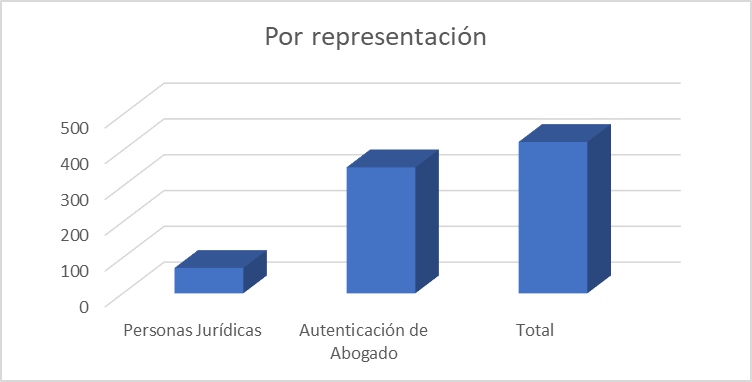 Por representación
500
400
300
200
100
0
Personas Jurídicas
Autenticación de
Abogado
Total